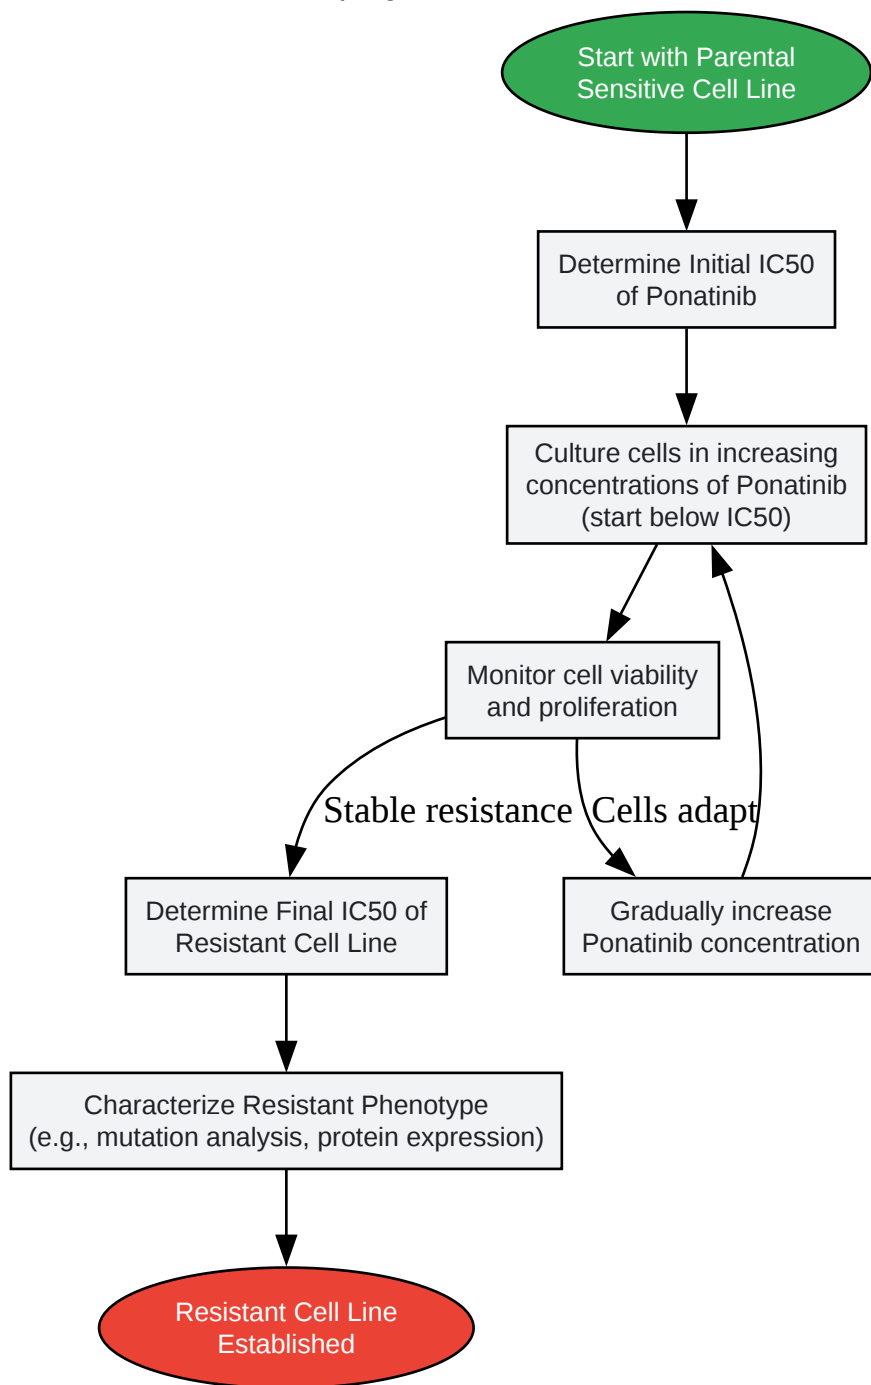 Start with Parental
Sensitive Cell Line
Determine Initial IC50
of Ponatinib
Culture cells in increasing
concentrations of Ponatinib
(start below IC50)
Monitor cell viability
and proliferation
Stable resistance
Cells adapt
Determine Final IC50 of
Resistant Cell Line
Gradually increase
Ponatinib concentration
Characterize Resistant Phenotype
(e.g., mutation analysis, protein expression)
Resistant Cell Line
Established